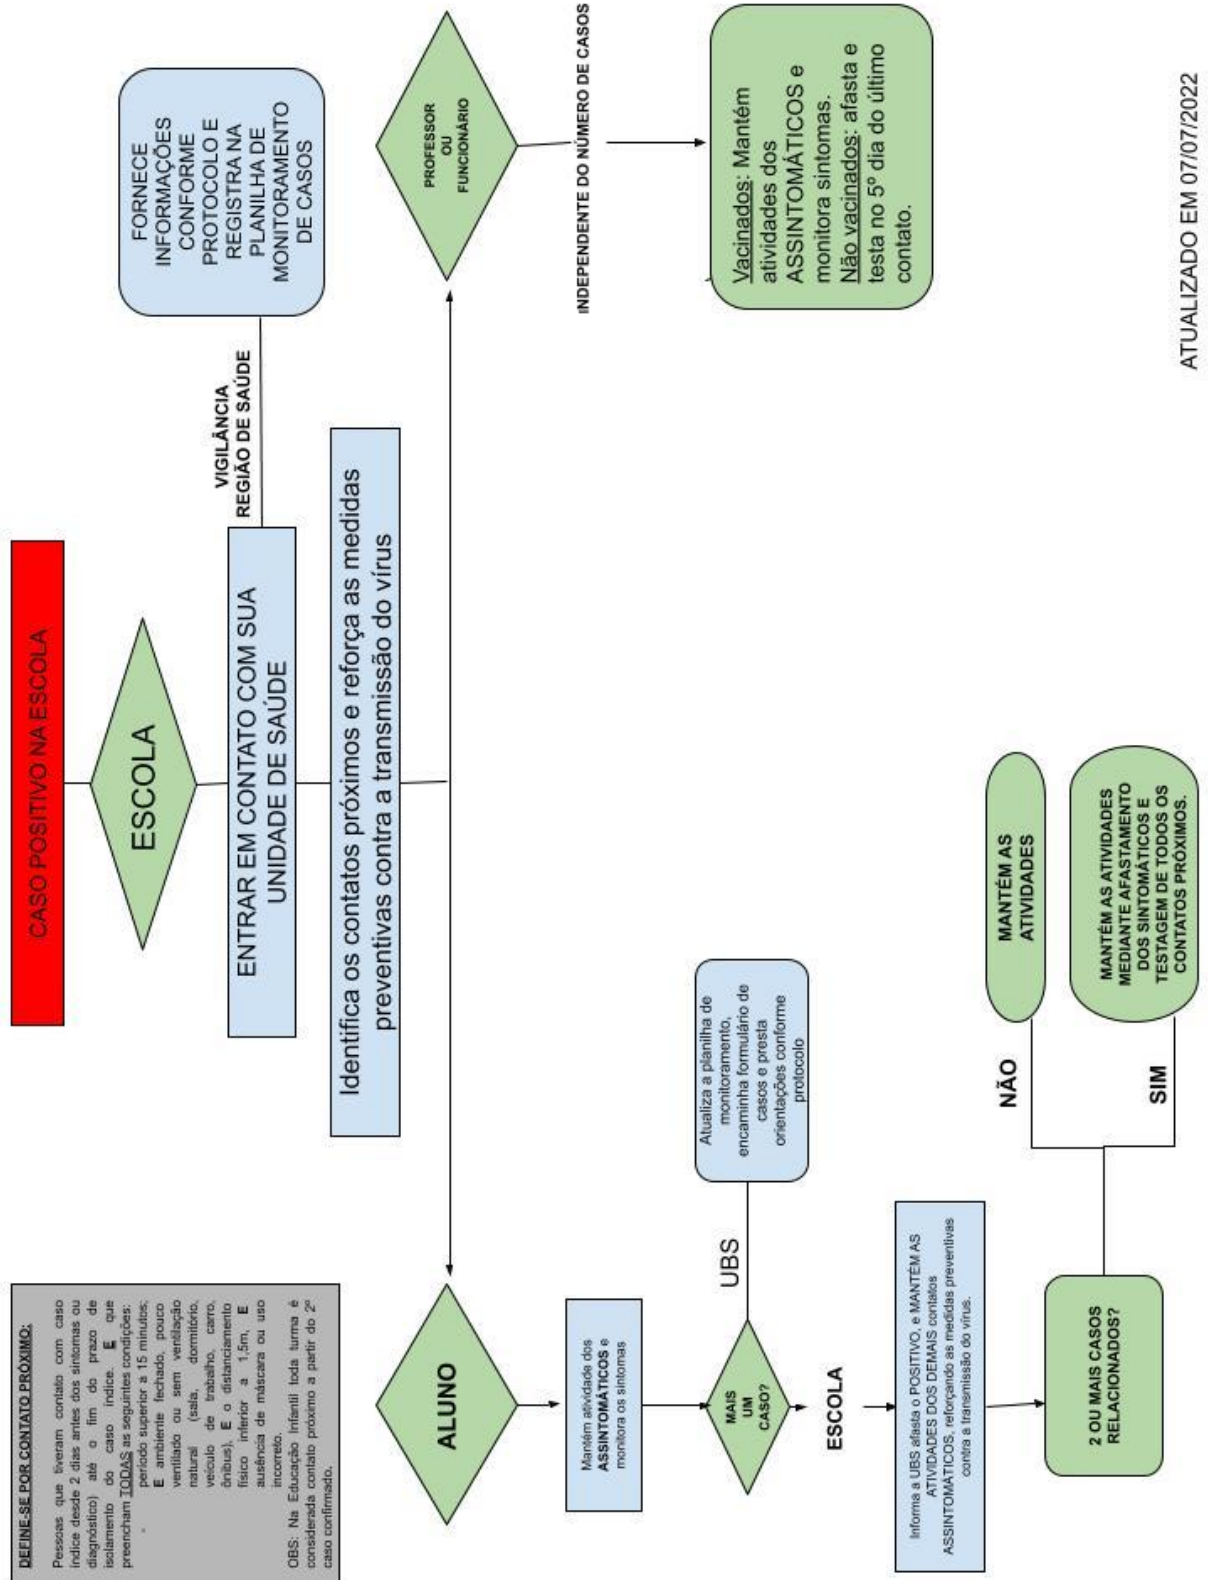 CASO POSITIVO NA ESCOLA
ESCOLA
ENTRAR EM CONTATO COM SUA
UNIDADE DE SAÚDE
VIGILÂNCIA
REGIÃO DE SAÚDE
FORNECE
INFORMAÇÕES
CONFORME
PROTOCOLO E
REGISTRA NA
PLANILHA DE
MONITORAMENTO
DE CASOS
Identifica os contatos próximos e reforça as medidas
preventivas contra a transmissão do vírus
DEFINE-SE POR CONTATO PRÓXIMO:
Pessoas que tiveram contato com caso
índice desde 2 dias antes dos sintomas ou
diagnóstico) até o fim do prazo de
isolamento do caso índice. E que
preencham TODAS as seguintes condições:
- período superior a 15 minutos;
E ambiente fechado, pouco
ventilado ou sem ventilação
natural (sala, dormitório,
veículo de trabalho, carro,
ônibus). E o distanciamento
físico inferior a 1,5m, E
ausência de máscara ou uso
incorreto.
OBS: Na Educação Infantil toda turma é
considerada contato próximo a partir do 2º
caso confirmado.
ALUNO
PROFESSOR
OU
FUNCIONÁRIO
Mantém atividade dos
ASSINTOMÁTICOS e
monitora os sintomas
INDEPENDENTE DO NÚMERO DE CASOS
MAIS
UM
CASO?
UBS
Atualiza a planilha de
monitoramento,
encaminha formulário de
casos e presta
orientações conforme
protocolo
Vacinados: Mantém
atividades dos
ASSINTOMÁTICOS e
monitora sintomas.
Não vacinados: afasta e
testa no 5º dia do último
contato.
ESCOLA
Informa a UBS afasta o POSITIVO, e MANTÉM AS
ATIVIDADES DOS DEMAIS contatos
ASSINTOMÁTICOS, reforçando as medidas preventivas
contra a transmissão do vírus.
2 OU MAIS CASOS
RELACIONADOS?
NÃO
MANTÉM AS
ATIVIDADES
SIM
MANTÉM AS ATIVIDADES
MEDIANTE AFASTAMENTO
DOS SINTOMÁTICOS E
TESTAGEM DE TODOS OS
CONTATOS PRÓXIMOS.
ATUALIZADO EM 07/07/2022